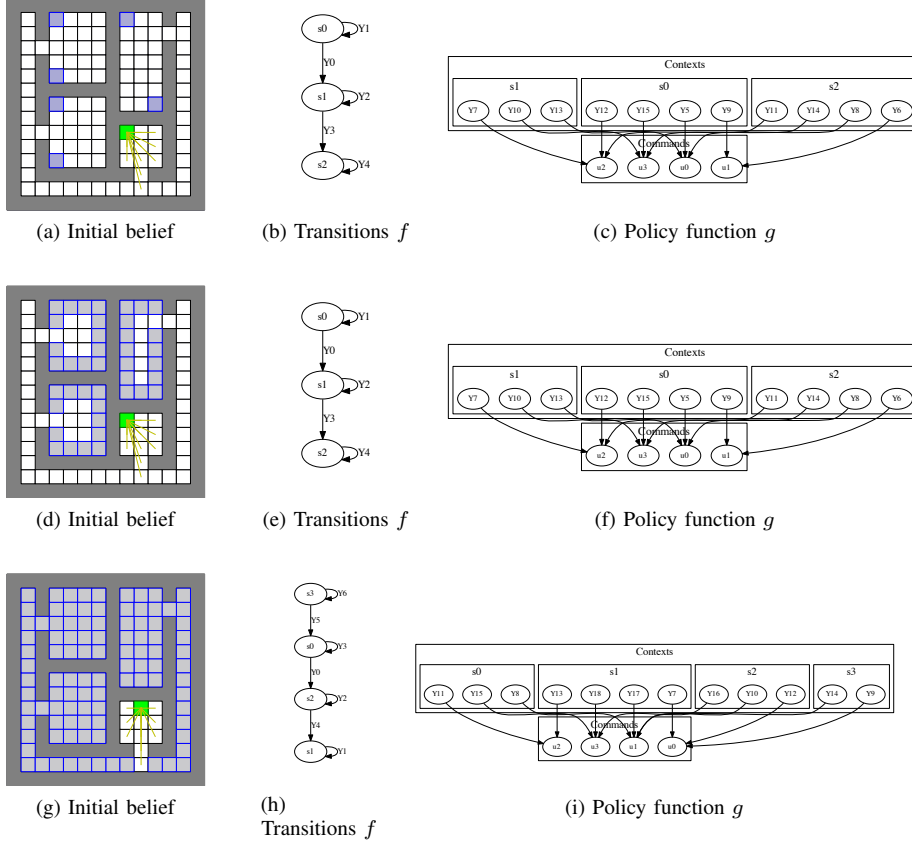 s0
Y1
Y0
s1
Y2
Y3
s2
Y4
Contexts
s1 s0 s2
Y7 Y10 Y13 Y12 Y15 Y5 Y9 Y11 Y14 Y8 Y6
Commands
u2 u3 u0 u1
(a) Initial belief
(b) Transitions f
(c) Policy function g
s0
Y1
Y0
s1
Y2
Y3
s2
Y4
Contexts
s1 s0 s2
Y7 Y10 Y13 Y12 Y15 Y5 Y9 Y11 Y14 Y8 Y6
Commands
u2 u3 u0 u1
(d) Initial belief
(e) Transitions f
(f) Policy function g
s3
Y6
Y5
s0
Y3
Y0
s2
Y2
Y4
s1
Y1
Contexts
s0 s1 s2 s3
Y11 Y15 Y8 Y13 Y18 Y17 Y7 Y16 Y10 Y12 Y14 Y9
Commands
u2 u3 u1 u0
(g) Initial belief
(h)
Transitions f
(i) Policy function g